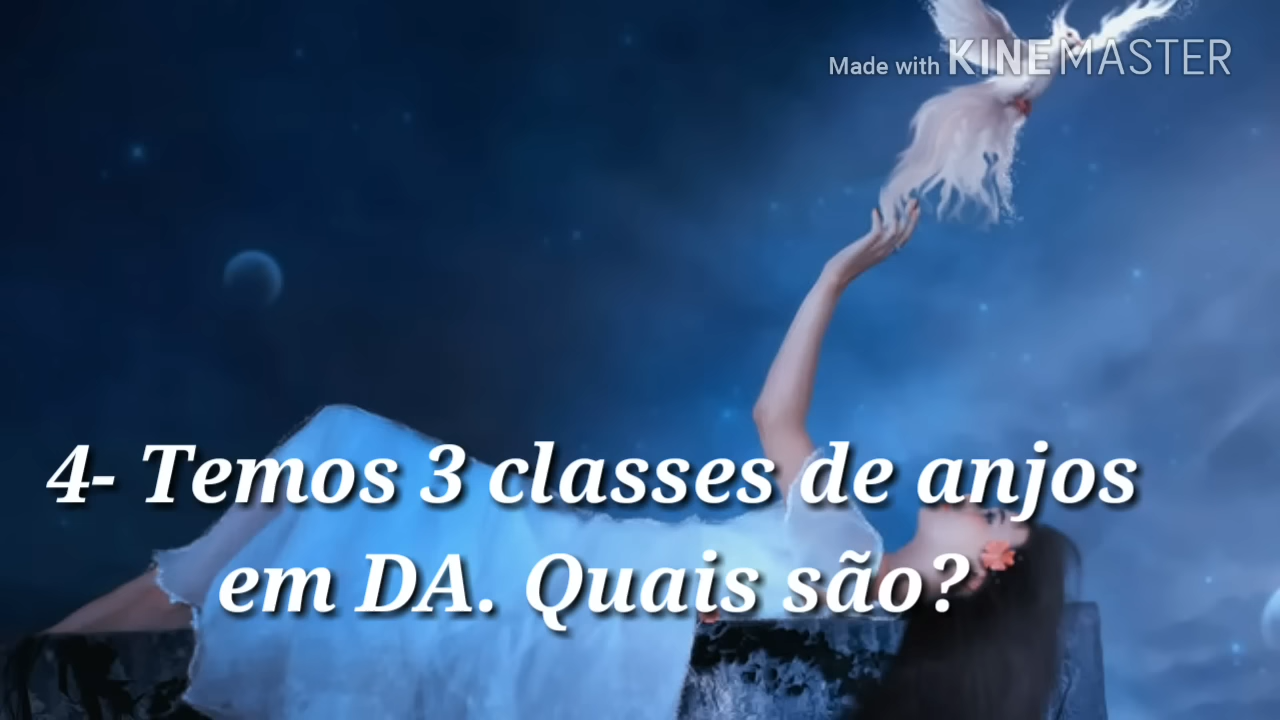 Made with KINEMASTER
4- Temos 3 classes de anjos
em DA. Quais são?